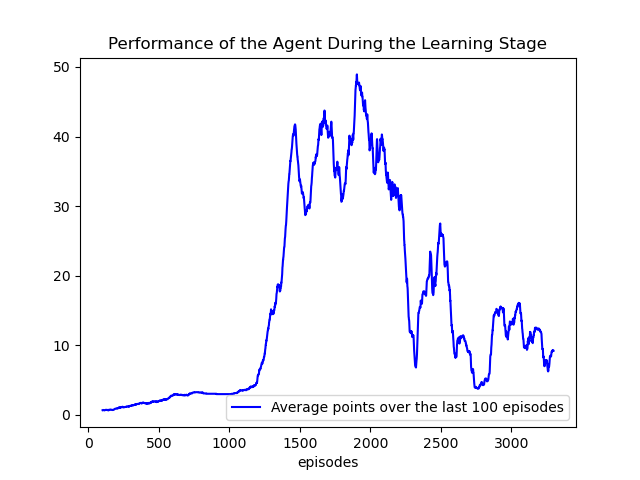 Performance of the Agent During the Learning Stage
50
40
30
20
10
0
Average points over the last 100 episodes
0 500 1000 1500 2000 2500 3000
episodes